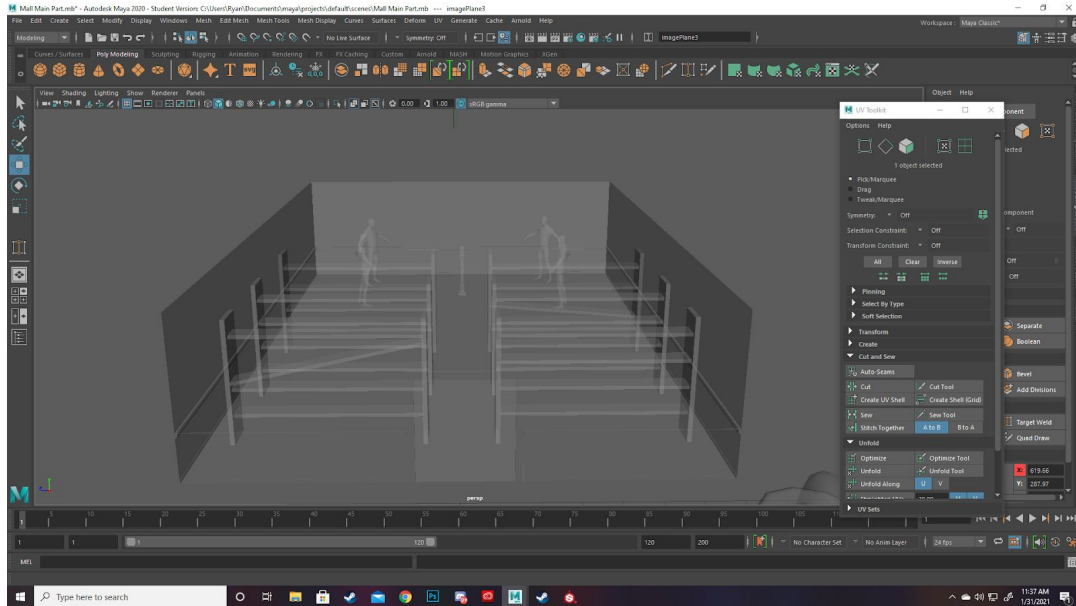 Mall Main Part.mb* - Autodesk Maya 2020 - Student Version: C:\Users\Ryan\Documents\maya\projects\default\scenes\Mall Main Part.mb --- imagePlane3
File Edit Create Select Modify Display Windows Mesh Edit Mesh Mesh Tools Mesh Display Curves Surfaces Deform UV Generate Cache Arnold Help
Workspace: Maya Classic*
Modeling No Live Surface Symmetry: Off imagePlane3
Curves / Surfaces Poly Modeling Sculpting Rigging Animation Rendering FX FX Caching Custom Arnold MASH Motion Graphics XGen
View Shading Lighting Show Renderer Panels
0.00 1.00 sRGB gamma
Object Help
UV Toolkit
Options Help
1 object selected
Pick/Marquee
Drag
Tweak/Marquee
Symmetry: Off
Selection Constraint: Off
Transform Constraint: Off
All Clear Inverse
Pinning
Select By Type
Soft Selection
Transform
Create
Cut and Sew
Auto-Seams
Cut Cut Tool
Create UV Shell Create Shell (Grid)
Sew Sew Tool
Stitch Together A to B B to A
Unfold
Optimize Optimize Tool
Unfold Unfold Tool
Unfold Along U V
UV Sets
ponent
ected
omponent
Off
Off
Off
Separate
Boolean
Bevel
Add Divisions
Target Weld
Quad Draw
X: 619.66
Y: 287.97
persp
5 10 15 20 25 30 35 40 45 50 55 60 65 70 75 80 85 90 95 100 105 110 115
1 1
1 1 1 120 120 200 No Character Set No Anim Layer 24 fps
MEL
Type here to search
Ps
11:37 AM
1/31/2021